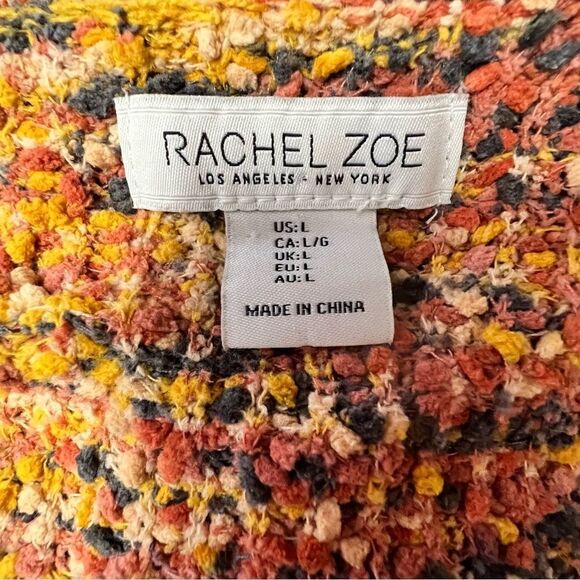 RACHEL ZOE
LOS ANGELES - NEW YORK
US: L
CA: L/G
UK: L
EU: L
AU: L
MADE IN CHINA